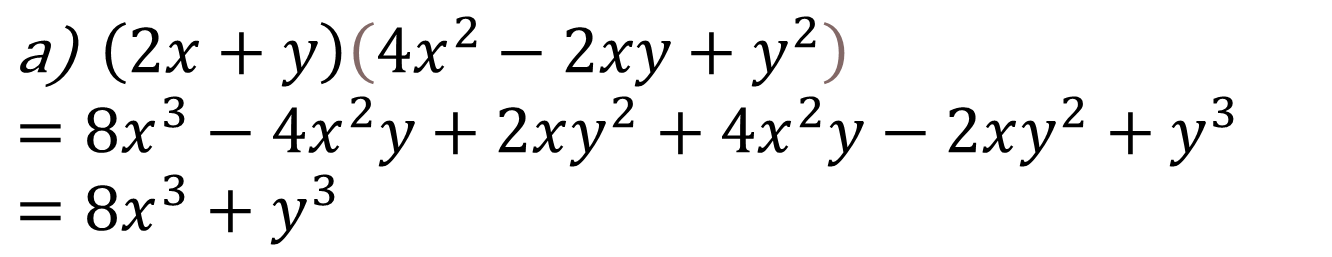 a) (2x + y)(4x² − 2xy + y²)
= 8x³ − 4x²y + 2xy² + 4x²y − 2xy² + y³
= 8x³ + y³